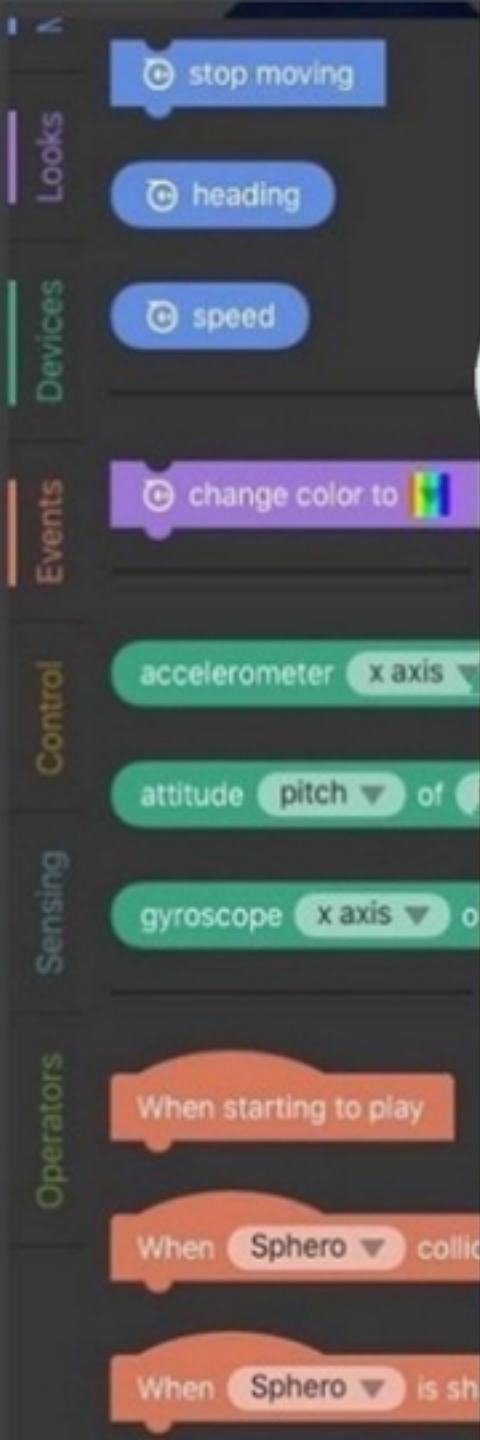 Looks
Devices
Events
Control
Sensing
Operators
stop moving
heading
speed
change color to
accelerometer x axis
attitude pitch of
gyroscope x axis
When starting to play
When Sphero
When Sphero is